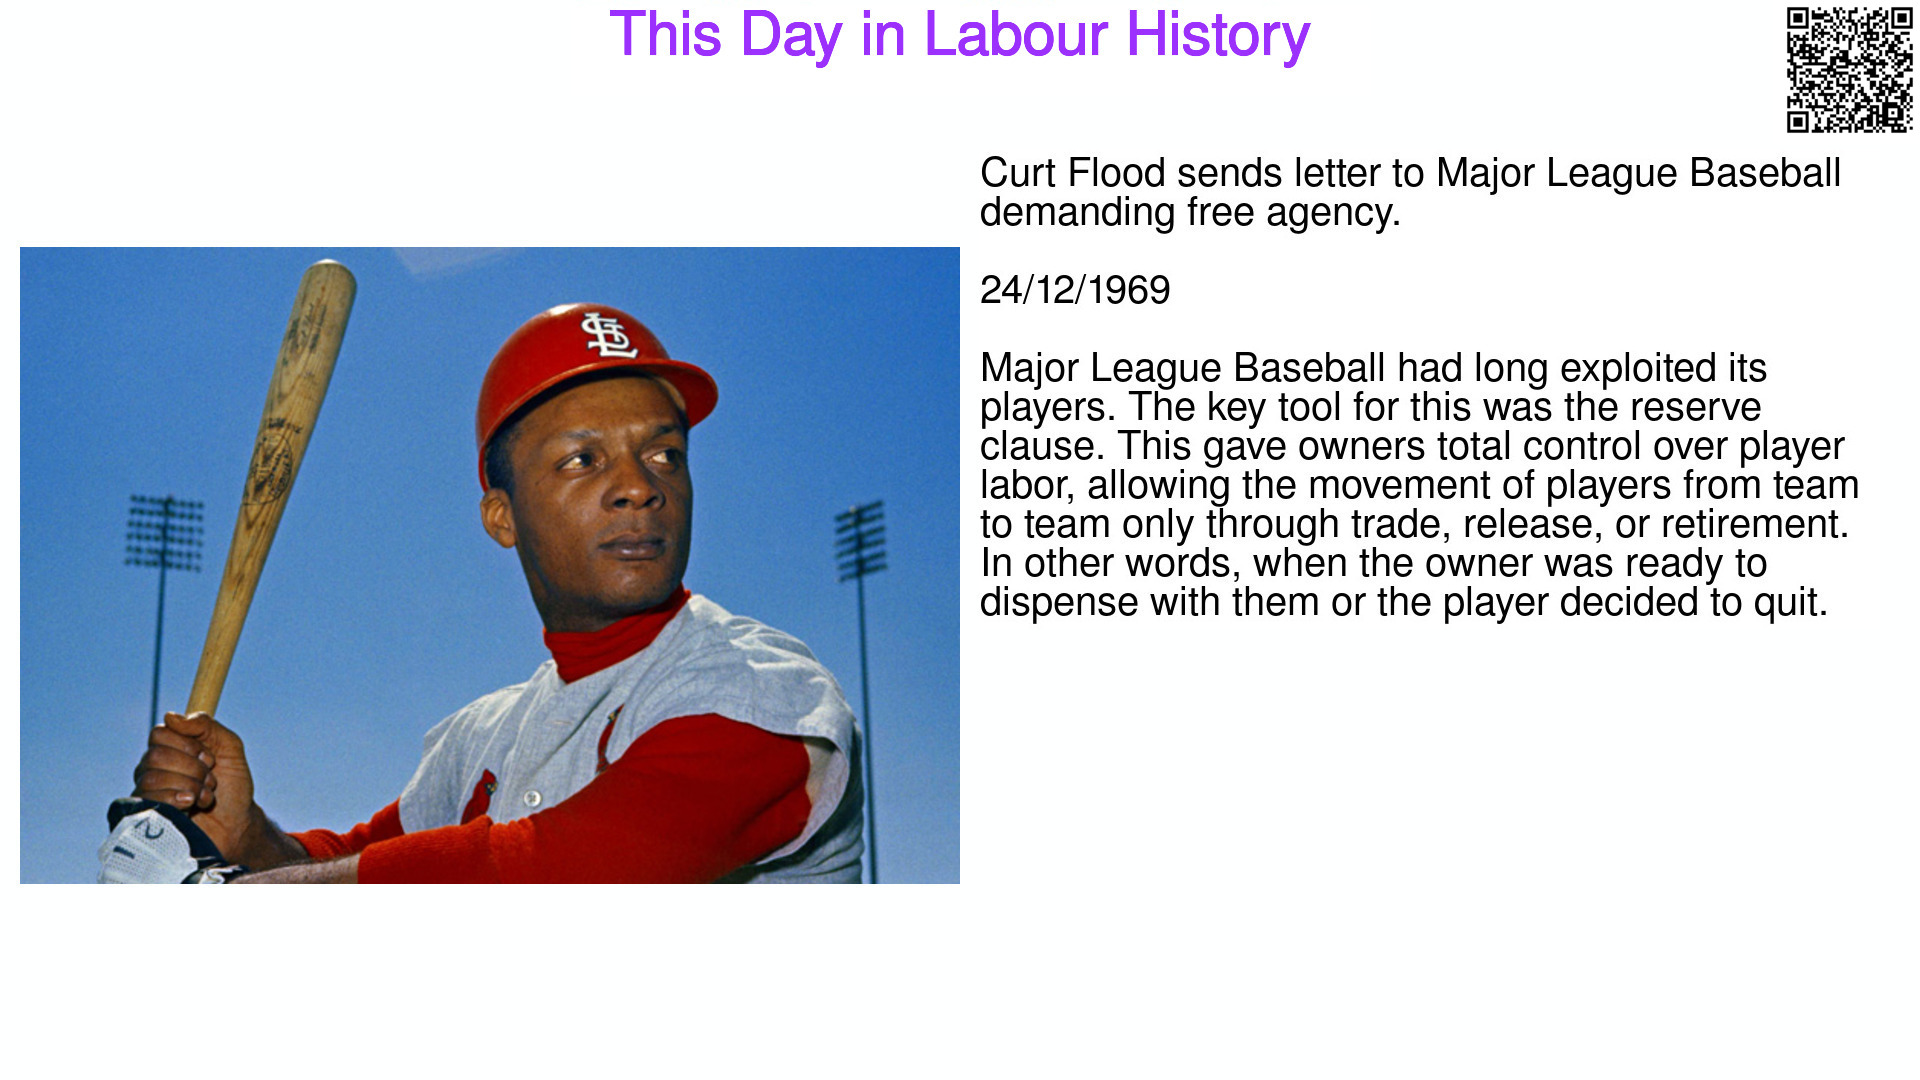 This Day in Labour History
Curt Flood sends letter to Major League Baseball
demanding free agency.
24/12/1969
Major League Baseball had long exploited its
players. The key tool for this was the reserve
clause. This gave owners total control over player
labor, allowing the movement of players from team
to team only through trade, release, or retirement.
In other words, when the owner was ready to
dispense with them or the player decided to quit.
STL